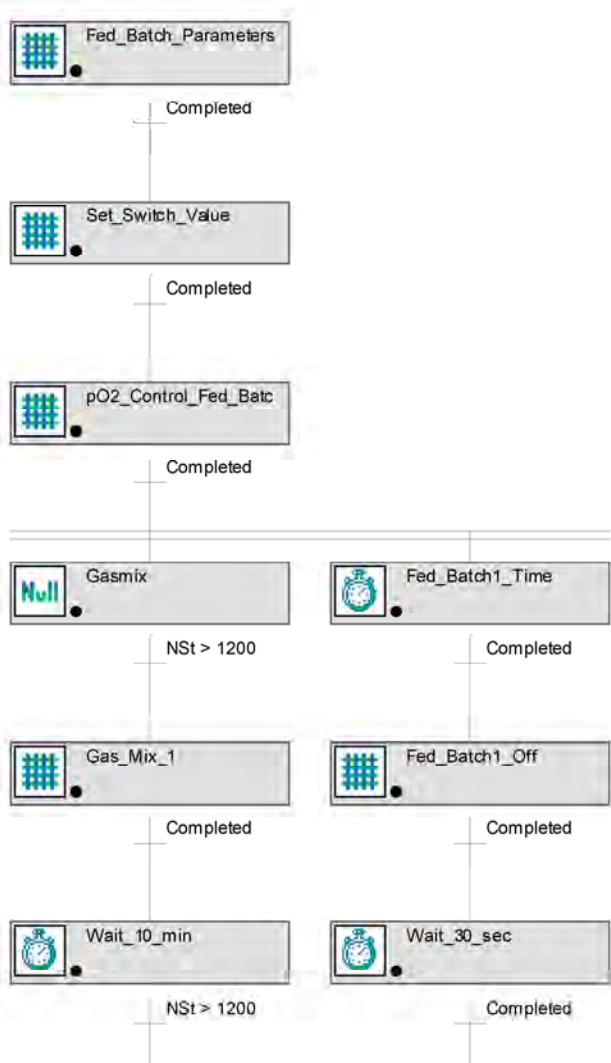 Fed_Batch_Parameters
Completed
Set_Switch_Value
Completed
pO2_Control_Fed_Batc
Completed
Null
Gasmix
Fed_Batch1_Time
NSt > 1200
Completed
Gas_Mix_1
Fed_Batch1_Off
Completed
Completed
Wait_10_min
Wait_30_sec
NSt > 1200
Completed